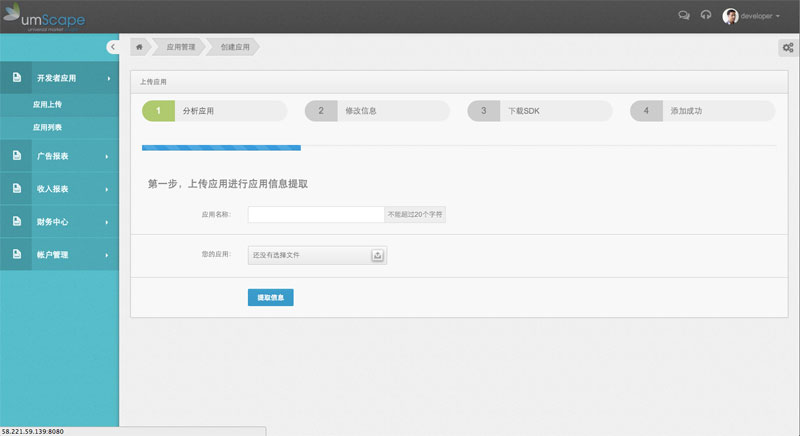 umScape
universal market
developer
应用管理
创建应用
开发者应用
应用上传
应用列表
广告报表
收入报表
财务中心
帐户管理
上传应用
1 分析应用
2 修改信息
3 下载SDK
4 添加成功
第一步，上传应用进行应用信息提取
应用名称:
不能超过20个字符
您的应用:
还没有选择文件
提取信息
58.221.59.139:8080